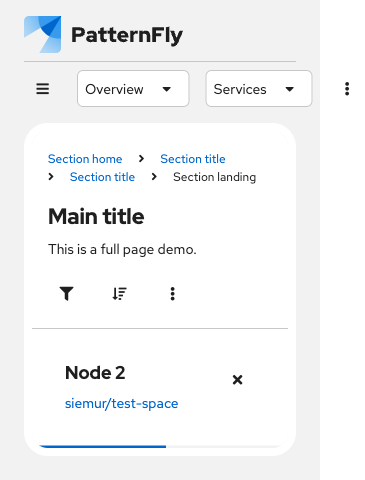 PatternFly
Overview Services
Section home Section title
Section title Section landing
Main title
This is a full page demo.
Node 2
siemur/test-space